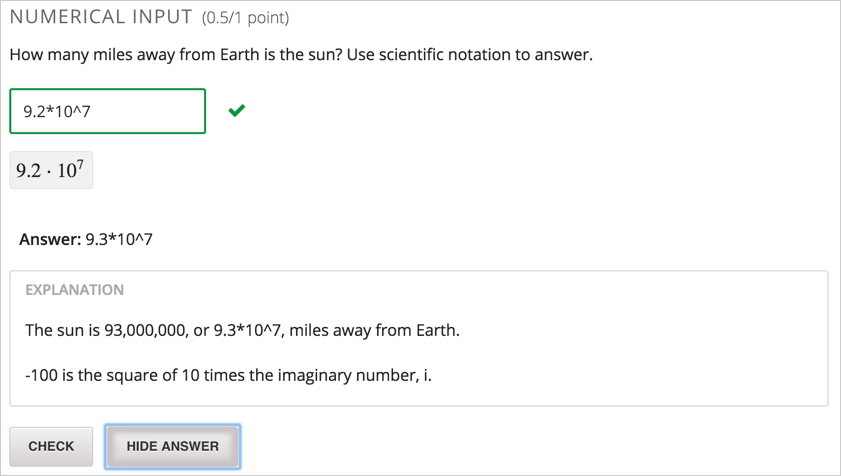 NUMERICAL INPUT (0.5/1 point)
How many miles away from Earth is the sun? Use scientific notation to answer.
9.2*10^7
9.2 · 10⁷
Answer: 9.3*10^7
EXPLANATION
The sun is 93,000,000, or 9.3*10^7, miles away from Earth.
-100 is the square of 10 times the imaginary number, i.
CHECK HIDE ANSWER